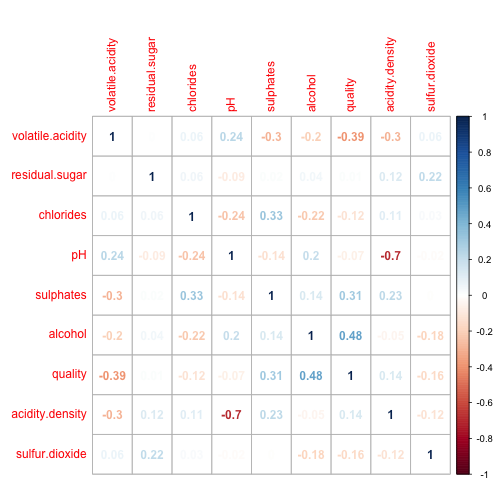 volatile.acidity residual.sugar chlorides pH sulphates alcohol quality acidity.density sulfur.dioxide
volatile.acidity 1 0.06 0.24 -0.3 -0.2 -0.39 -0.3 0.06
residual.sugar 1 0.06 -0.09 0.04 0.12 0.22
chlorides 0.06 0.06 1 -0.24 0.33 -0.22 -0.12 0.11
pH 0.24 -0.09 -0.24 1 -0.14 0.2 -0.07 -0.7
sulphates -0.3 0.33 -0.14 1 0.14 0.31 0.23
alcohol -0.2 0.04 -0.22 0.2 0.14 1 0.48 -0.05 -0.18
quality -0.39 -0.12 -0.07 0.31 0.48 1 0.14 -0.16
acidity.density -0.3 0.12 0.11 -0.7 0.23 -0.05 0.14 1 -0.12
sulfur.dioxide 0.06 0.22 -0.18 -0.16 -0.12 1
1
0.8
0.6
0.4
0.2
0
-0.2
-0.4
-0.6
-0.8
-1